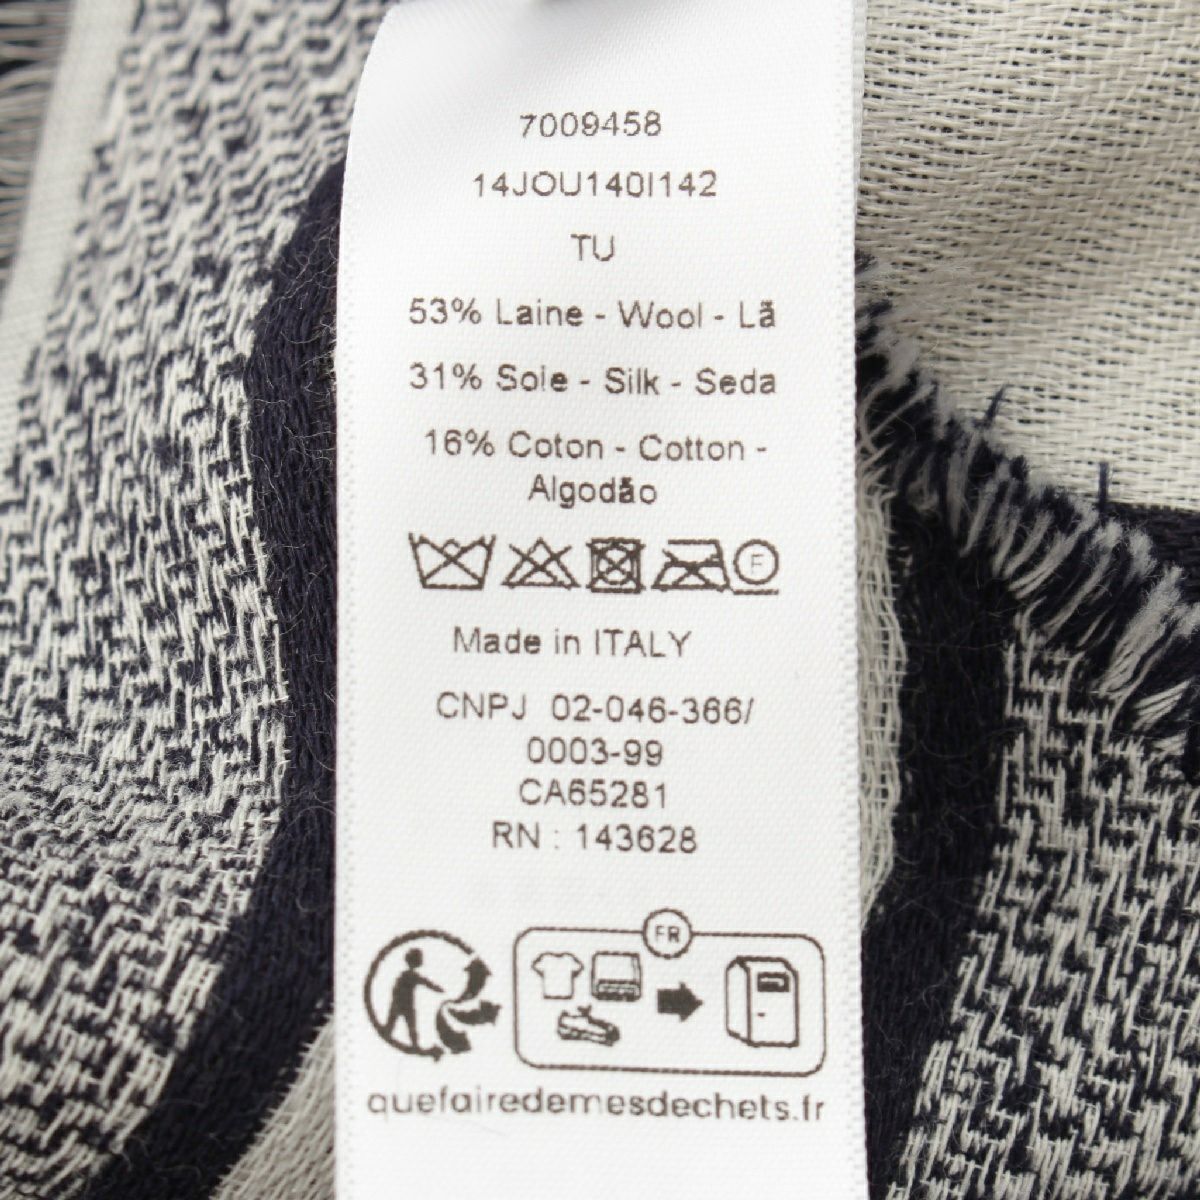 7009458
14JOU140I142
TU
53% Laine - Wool - Lã
31% Soie - Silk - Seda
16% Coton - Cotton -
Algodão
F
Made in ITALY
CNPJ 02-046-366/
0003-99
CA65281
RN : 143628
FR
quefairedemesdechets.fr